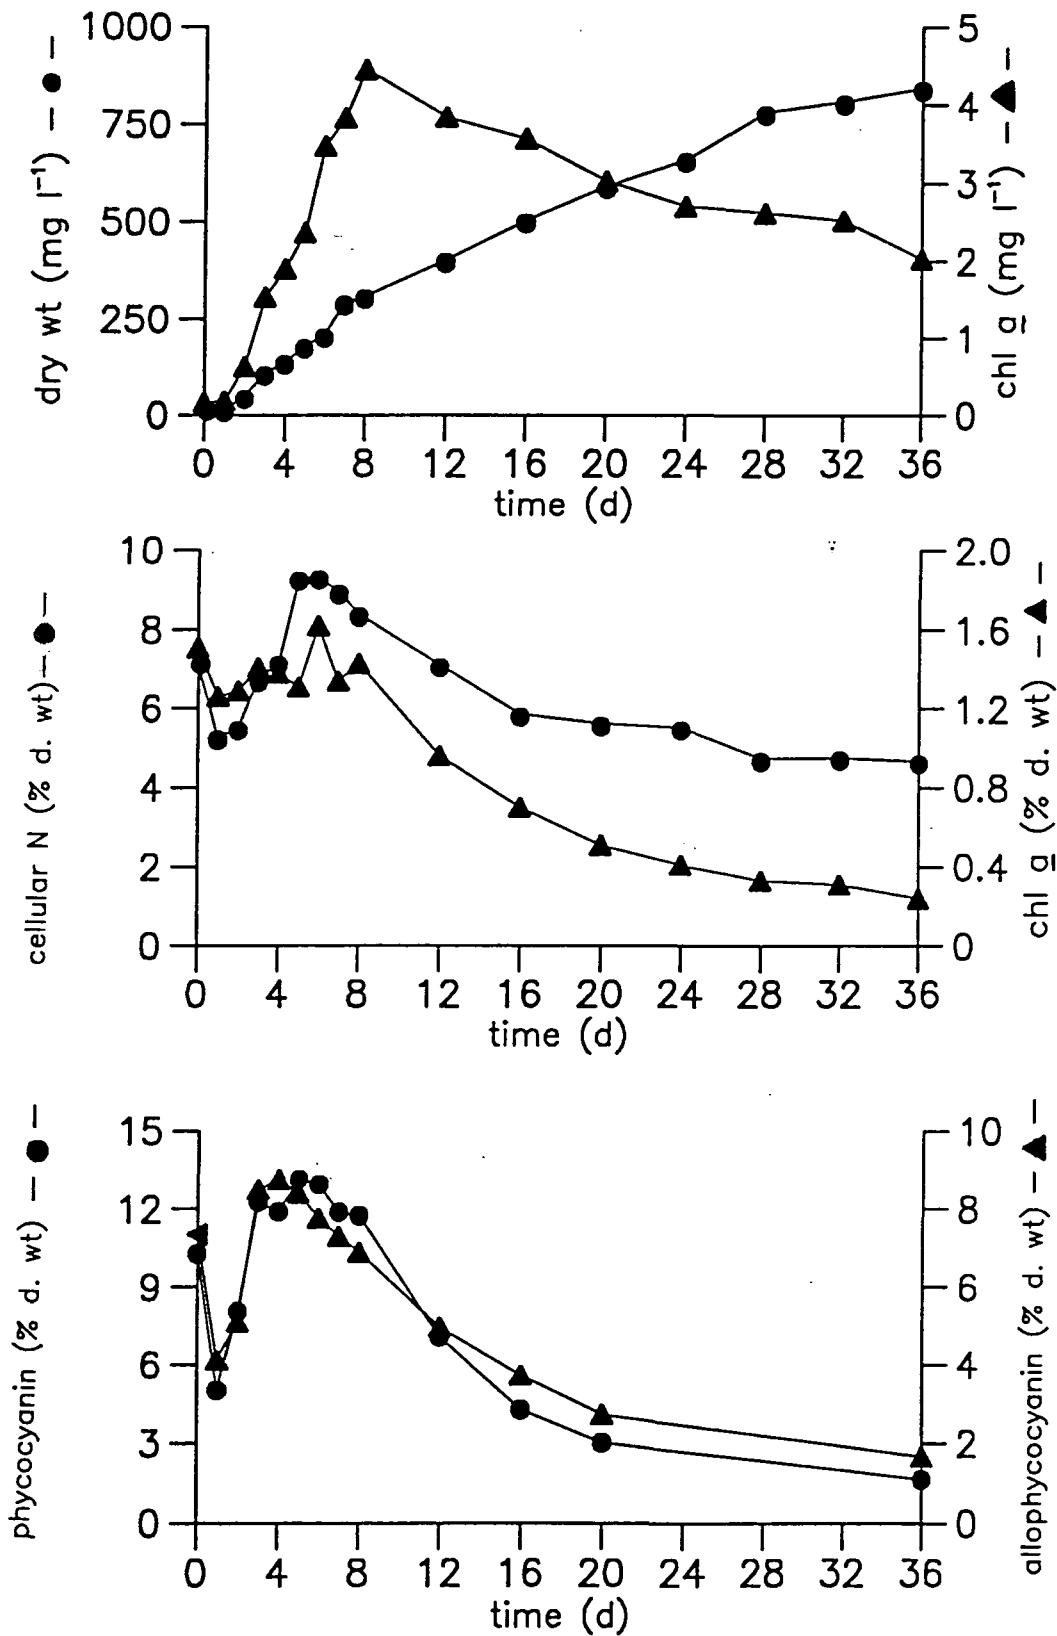 dry wt (mg l⁻¹) — ● —
1000
750
500
250
0
5
4
3
2
1
0
chl a (mg l⁻¹) — ▲ —
0 4 8 12 16 20 24 28 32 36
time (d)
cellular N (% d. wt) — ● —
10
8
6
4
2
0
2.0
1.6
1.2
0.8
0.4
0
chl a (% d. wt) — ▲ —
0 4 8 12 16 20 24 28 32 36
time (d)
phycocyanin (% d. wt) — ● —
15
12
9
6
3
0
10
8
6
4
2
0
allophycocyanin (% d. wt) — ▲ —
0 4 8 12 16 20 24 28 32 36
time (d)